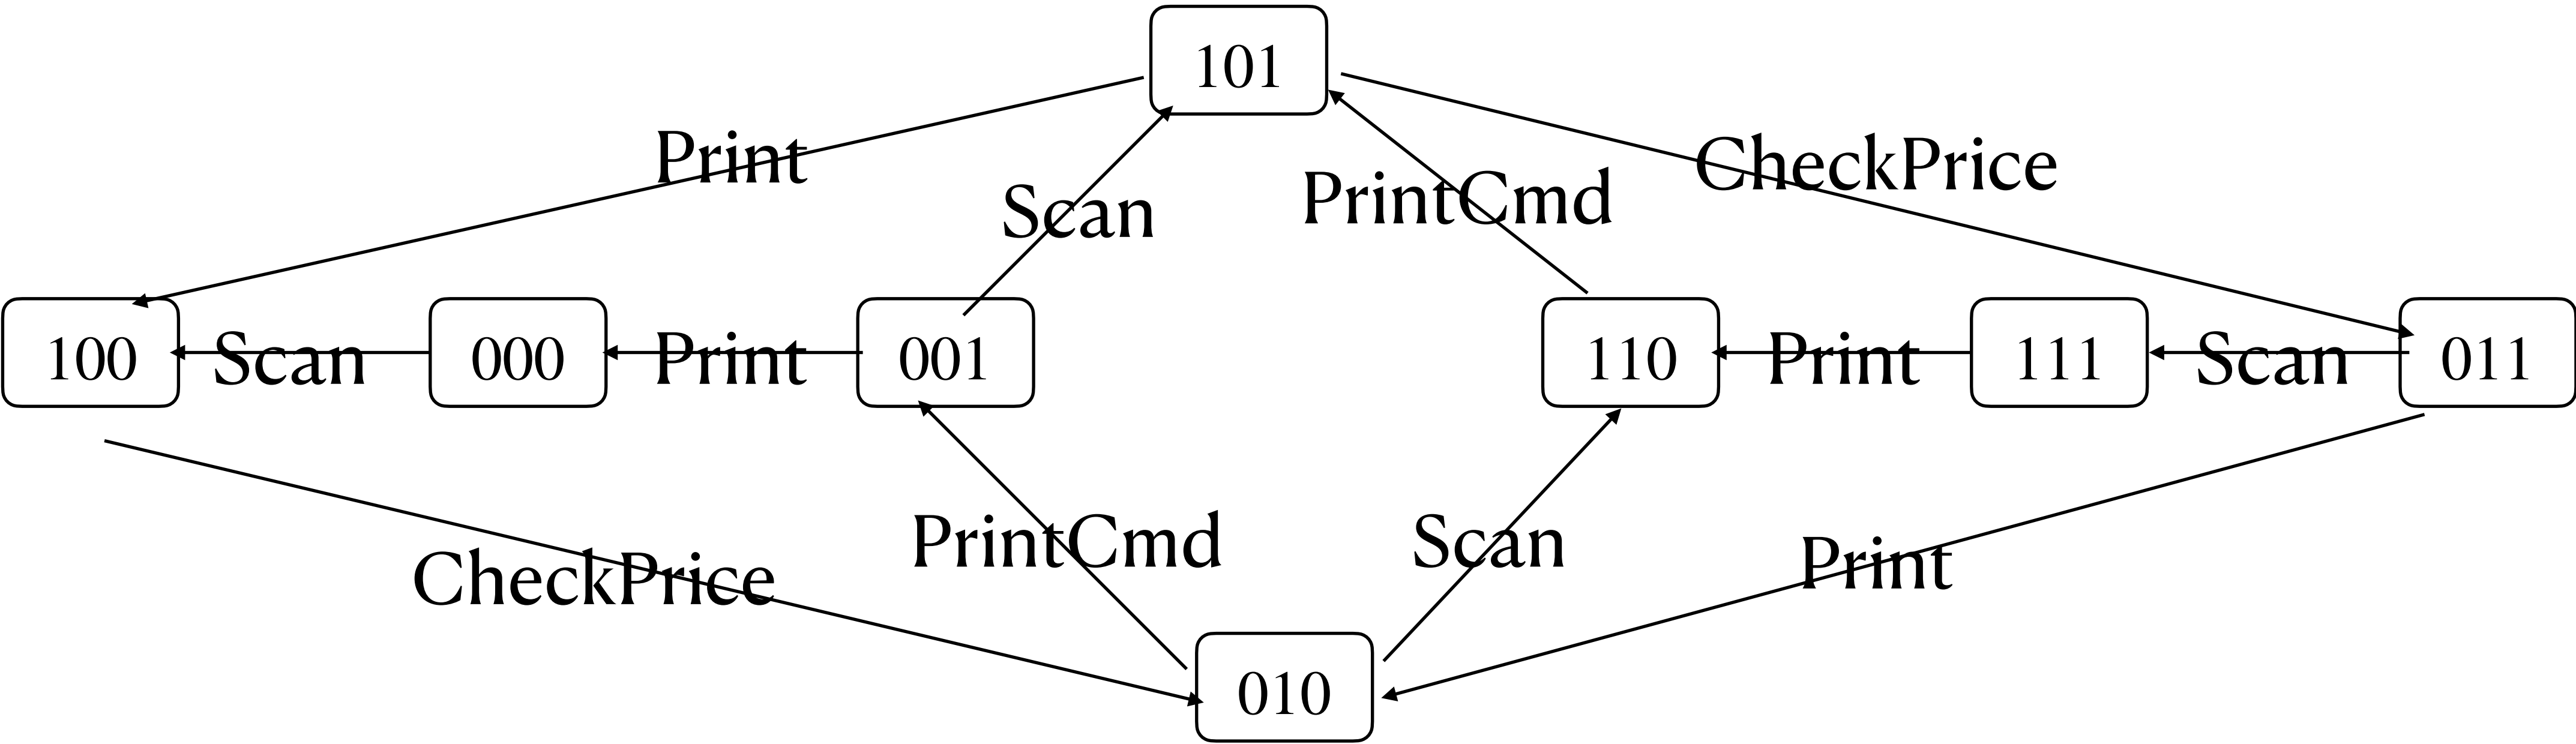 101
Print
CheckPrice
Scan
PrintCmd
100
Scan
000
Print
001
110
Print
111
Scan
011
CheckPrice
PrintCmd
Scan
Print
010